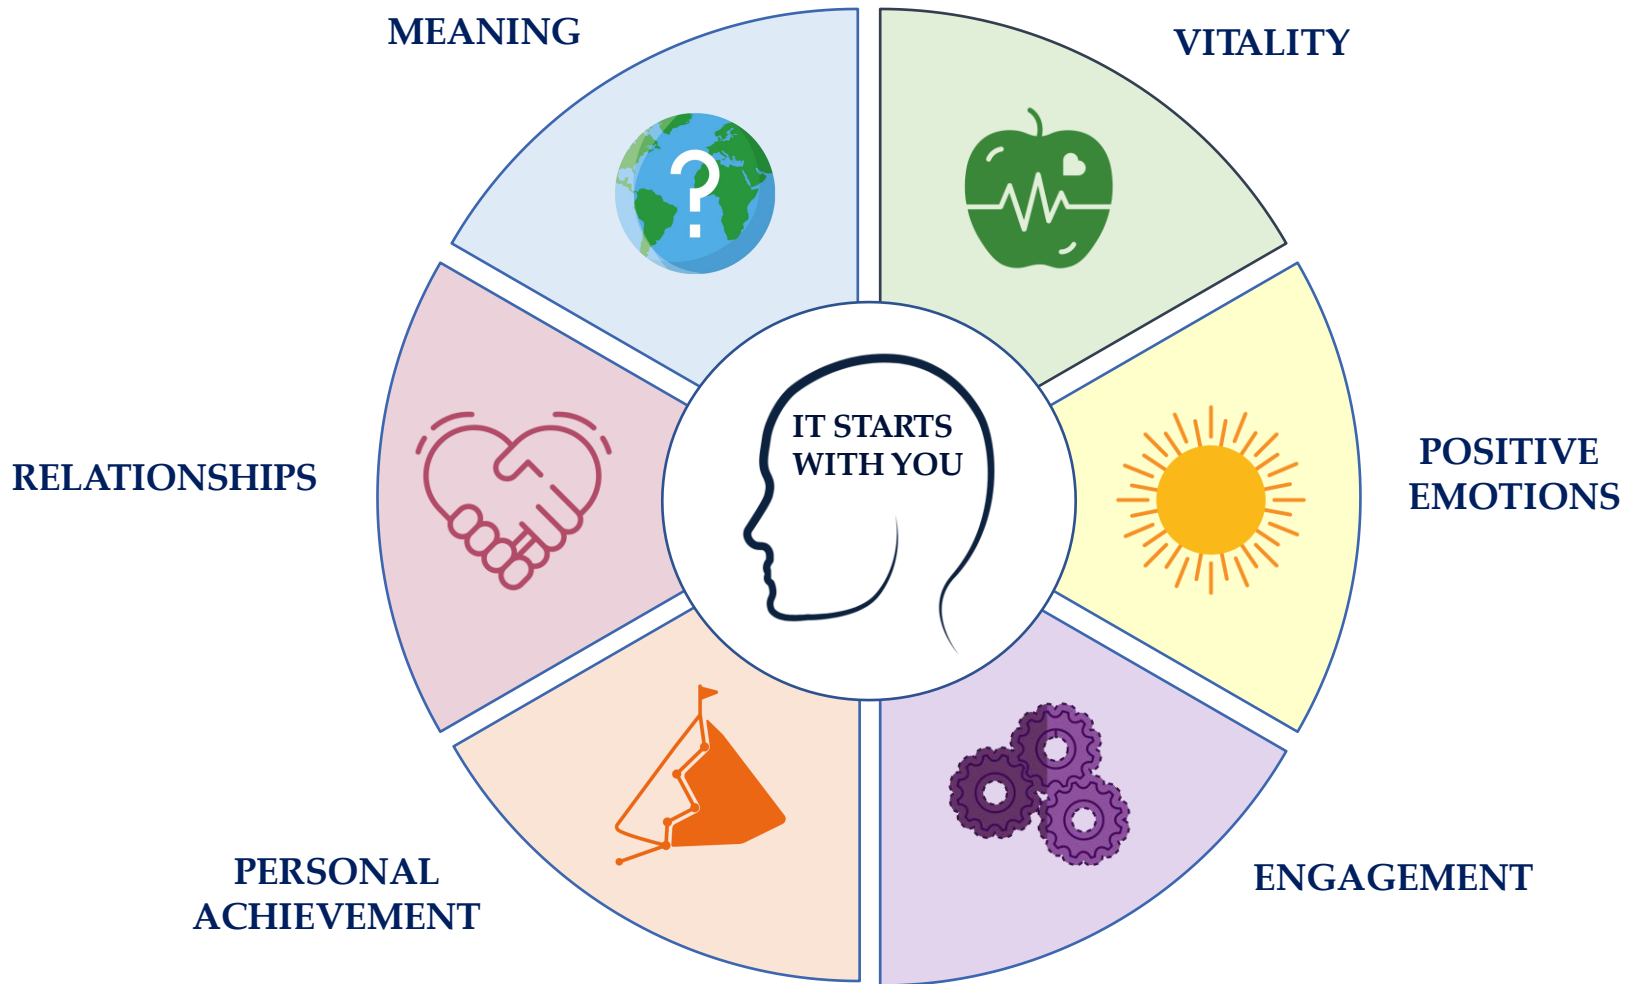 MEANING
VITALITY
IT STARTS
WITH YOU
RELATIONSHIPS
POSITIVE
EMOTIONS
PERSONAL
ACHIEVEMENT
ENGAGEMENT
?